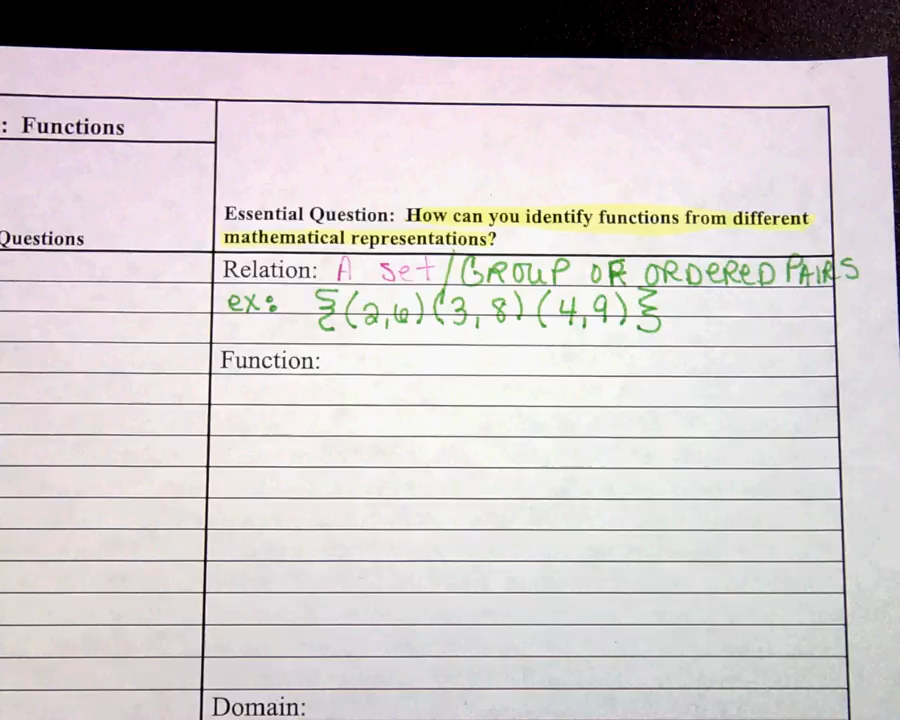 : Functions
Essential Question: How can you identify functions from different
mathematical representations?
Questions
Relation: A set/GROUP OF ORDERED PAIRS
ex: {(2,6)(3,8)(4,9)}
Function:
Domain: